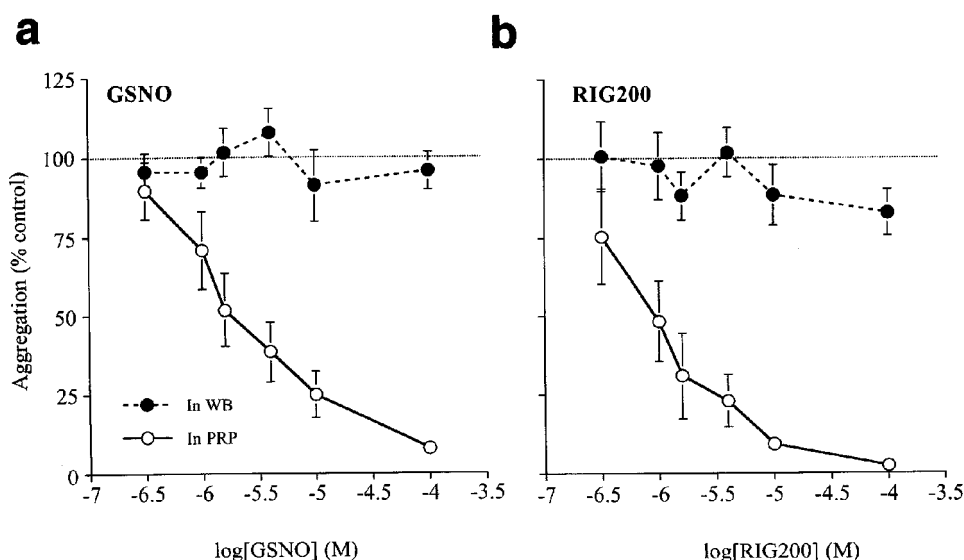 a
b
125
100
75
50
25
0
Aggregation (% control)
GSNO
In WB
In PRP
-7 -6.5 -6 -5.5 -5 -4.5 -4 -3.5
log[GSNO] (M)
RIG200
-7 -6.5 -6 -5.5 -5 -4.5 -4 -3.5
log[RIG200] (M)